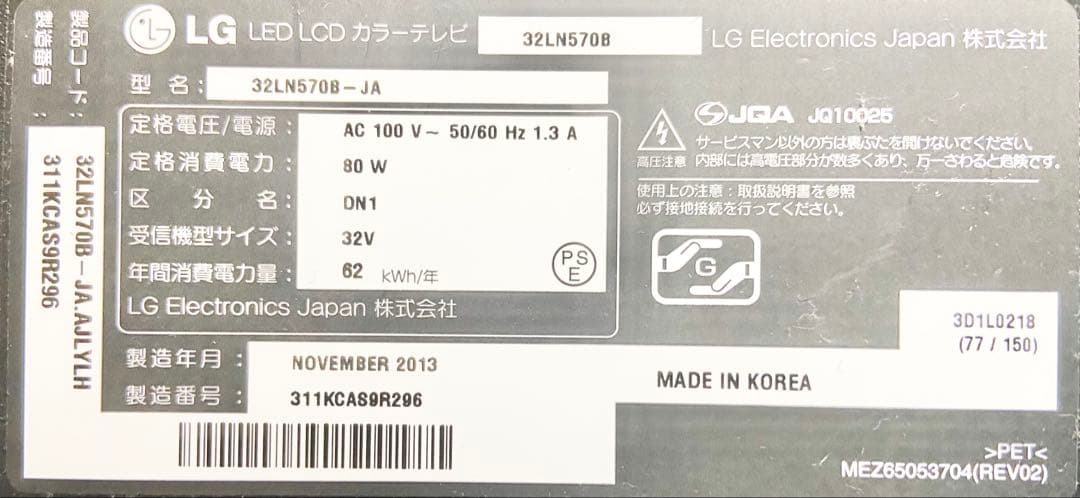 LG LED LCD カラーテレビ 32LN570B LG Electronics Japan 株式会社
型 名 : 32LN570B-JA
定格電圧/電源 : AC 100 V ~ 50/60 Hz 1.3 A
定格消費電力 : 80 W
区 分 名 : DN1
受信機型サイズ : 32V
年間消費電力量 : 62 kWh/年
PS
E
LG Electronics Japan 株式会社
製造年月 : NOVEMBER 2013
製造番号 : 311KCAS9R296
JQA JQ10025
高圧注意
サービスマン以外の方は裏ぶたを開けないでください。
内部には高電圧部分が数多くあり、万一さわると危険です。
使用上の注意 : 取扱説明書を参照
必ず接地接続を行ってください。
G
3D1L0218
(77 / 150)
MADE IN KOREA
>PET<
MEZ65053704(REV02)
製品コード : 32LN570B-JA.AJLYLH
製造番号 : 311KCAS9R296